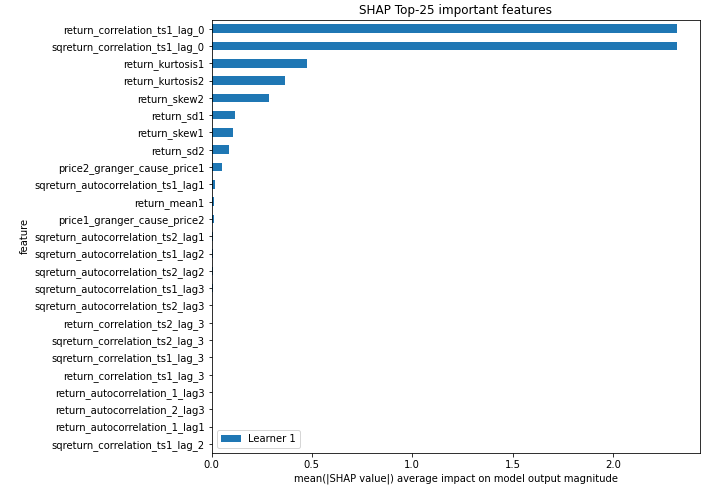 SHAP Top-25 important features
return_correlation_ts1_lag_0
sqreturn_correlation_ts1_lag_0
return_kurtosis1
return_kurtosis2
return_skew2
return_sd1
return_skew1
return_sd2
price2_granger_cause_price1
sqreturn_autocorrelation_ts1_lag1
return_mean1
price1_granger_cause_price2
sqreturn_autocorrelation_ts2_lag1
sqreturn_autocorrelation_ts1_lag2
sqreturn_autocorrelation_ts2_lag2
sqreturn_autocorrelation_ts1_lag3
sqreturn_autocorrelation_ts2_lag3
return_correlation_ts2_lag_3
sqreturn_correlation_ts2_lag_3
sqreturn_correlation_ts1_lag_3
return_correlation_ts1_lag_3
return_autocorrelation_1_lag3
return_autocorrelation_2_lag3
return_autocorrelation_1_lag1
sqreturn_correlation_ts1_lag_2
feature
Learner 1
0.0 0.5 1.0 1.5 2.0
mean(|SHAP value|) average impact on model output magnitude